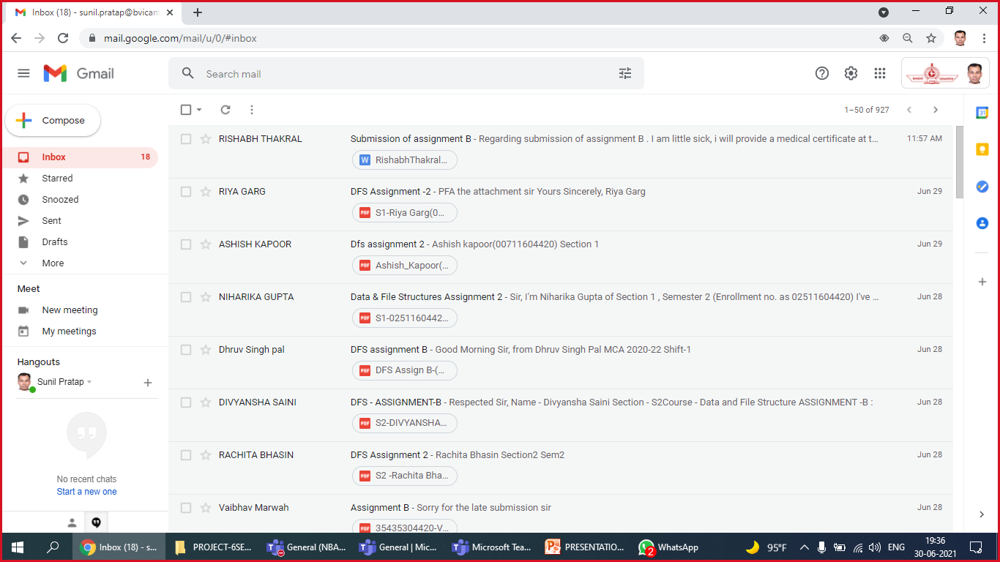 Inbox (18) - sunil.pratap@bvicam
mail.google.com/mail/u/0/#inbox
Gmail
Search mail
Compose
1–50 of 927
Inbox 18
Starred
Snoozed
Sent
Drafts
More
Meet
New meeting
My meetings
Hangouts
Sunil Pratap
No recent chats
Start a new one
RISHABH THAKRAL Submission of assignment B - Regarding submission of assignment B . I am little sick, i will provide a medical certificate at t... 11:57 AM
W RishabhThakral...
RIYA GARG DFS Assignment -2 - PFA the attachment sir Yours Sincerely, Riya Garg Jun 29
PDF S1-Riya Garg(0...
ASHISH KAPOOR Dfs assignment 2 - Ashish kapoor(00711604420) Section 1 Jun 29
PDF Ashish_Kapoor(...
NIHARIKA GUPTA Data & File Structures Assignment 2 - Sir, I'm Niharika Gupta of Section 1 , Semester 2 (Enrollment no. as 02511604420) I've ... Jun 28
PDF S1-0251160442...
Dhruv Singh pal DFS assignment B - Good Morning Sir, from Dhruv Singh Pal MCA 2020-22 Shift-1 Jun 28
PDF DFS Assign B-(...
DIVYANSHA SAINI DFS - ASSIGNMENT-B - Respected Sir, Name - Divyansha Saini Section - S2Course - Data and File Structure ASSIGNMENT -B : Jun 28
PDF S2-DIVYANSHA...
RACHITA BHASIN DFS Assignment 2 - Rachita Bhasin Section2 Sem2 Jun 28
PDF S2 -Rachita Bha...
Vaibhav Marwah Assignment B - Sorry for the late submission sir Jun 28
PDF 35435304420-V...
31
Inbox (18) - s... PROJECT-6SE... General (NBA... General | Mic... Microsoft Tea... PRESENTATIO... 2 WhatsApp 95°F ENG 19:36
30-06-2021